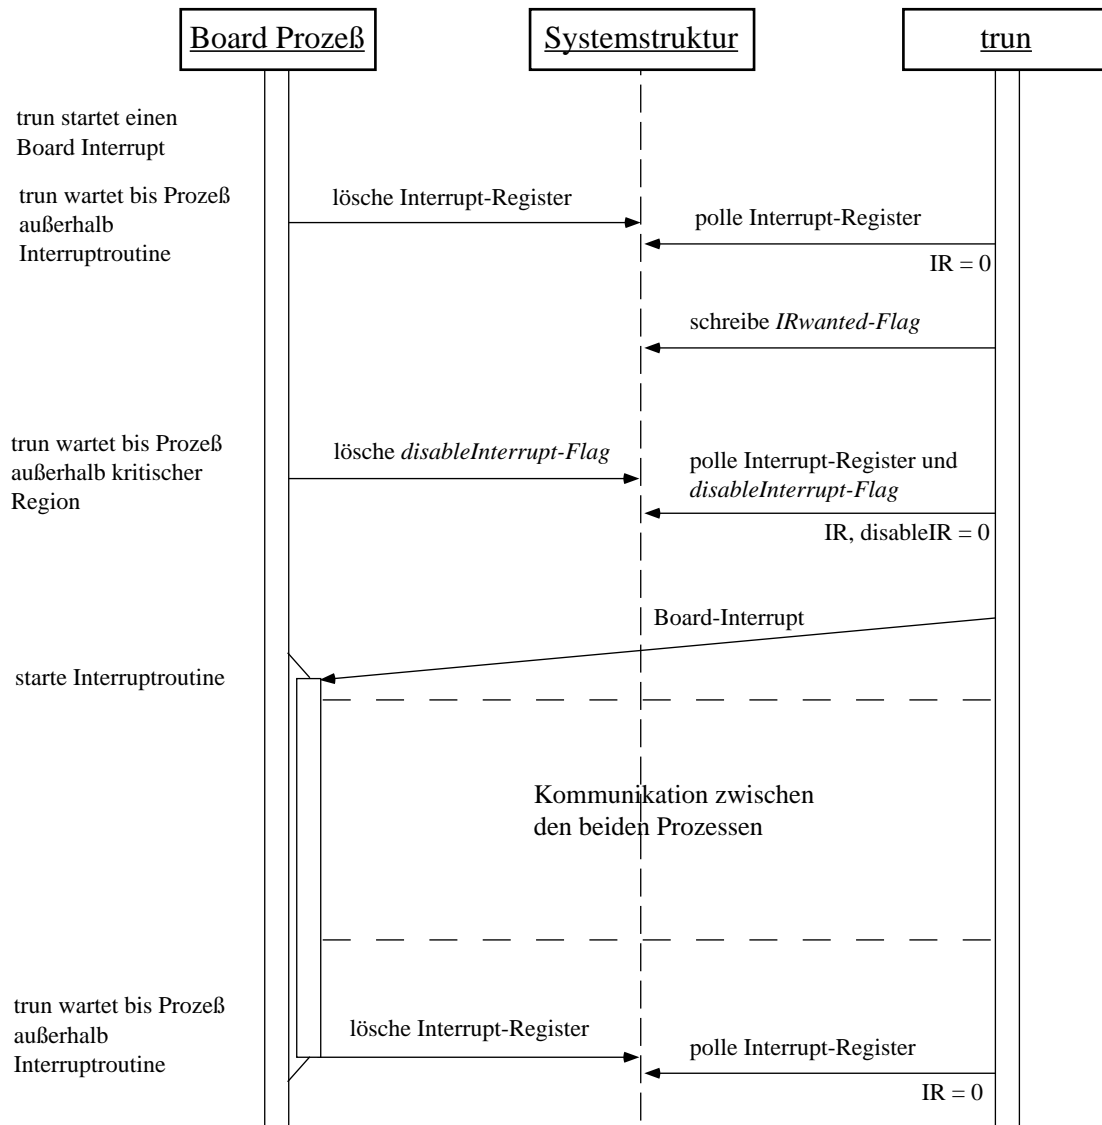 Board Prozeß
Systemstruktur
trun
trun startet einen
Board Interrupt
trun wartet bis Prozeß
außerhalb
Interruptroutine
lösche Interrupt-Register
polle Interrupt-Register
IR = 0
schreibe IRwanted-Flag
trun wartet bis Prozeß
außerhalb kritischer
Region
lösche disableInterrupt-Flag
polle Interrupt-Register und
disableInterrupt-Flag
IR, disableIR = 0
Board-Interrupt
starte Interruptroutine
Kommunikation zwischen
den beiden Prozessen
trun wartet bis Prozeß
außerhalb
Interruptroutine
lösche Interrupt-Register
polle Interrupt-Register
IR = 0